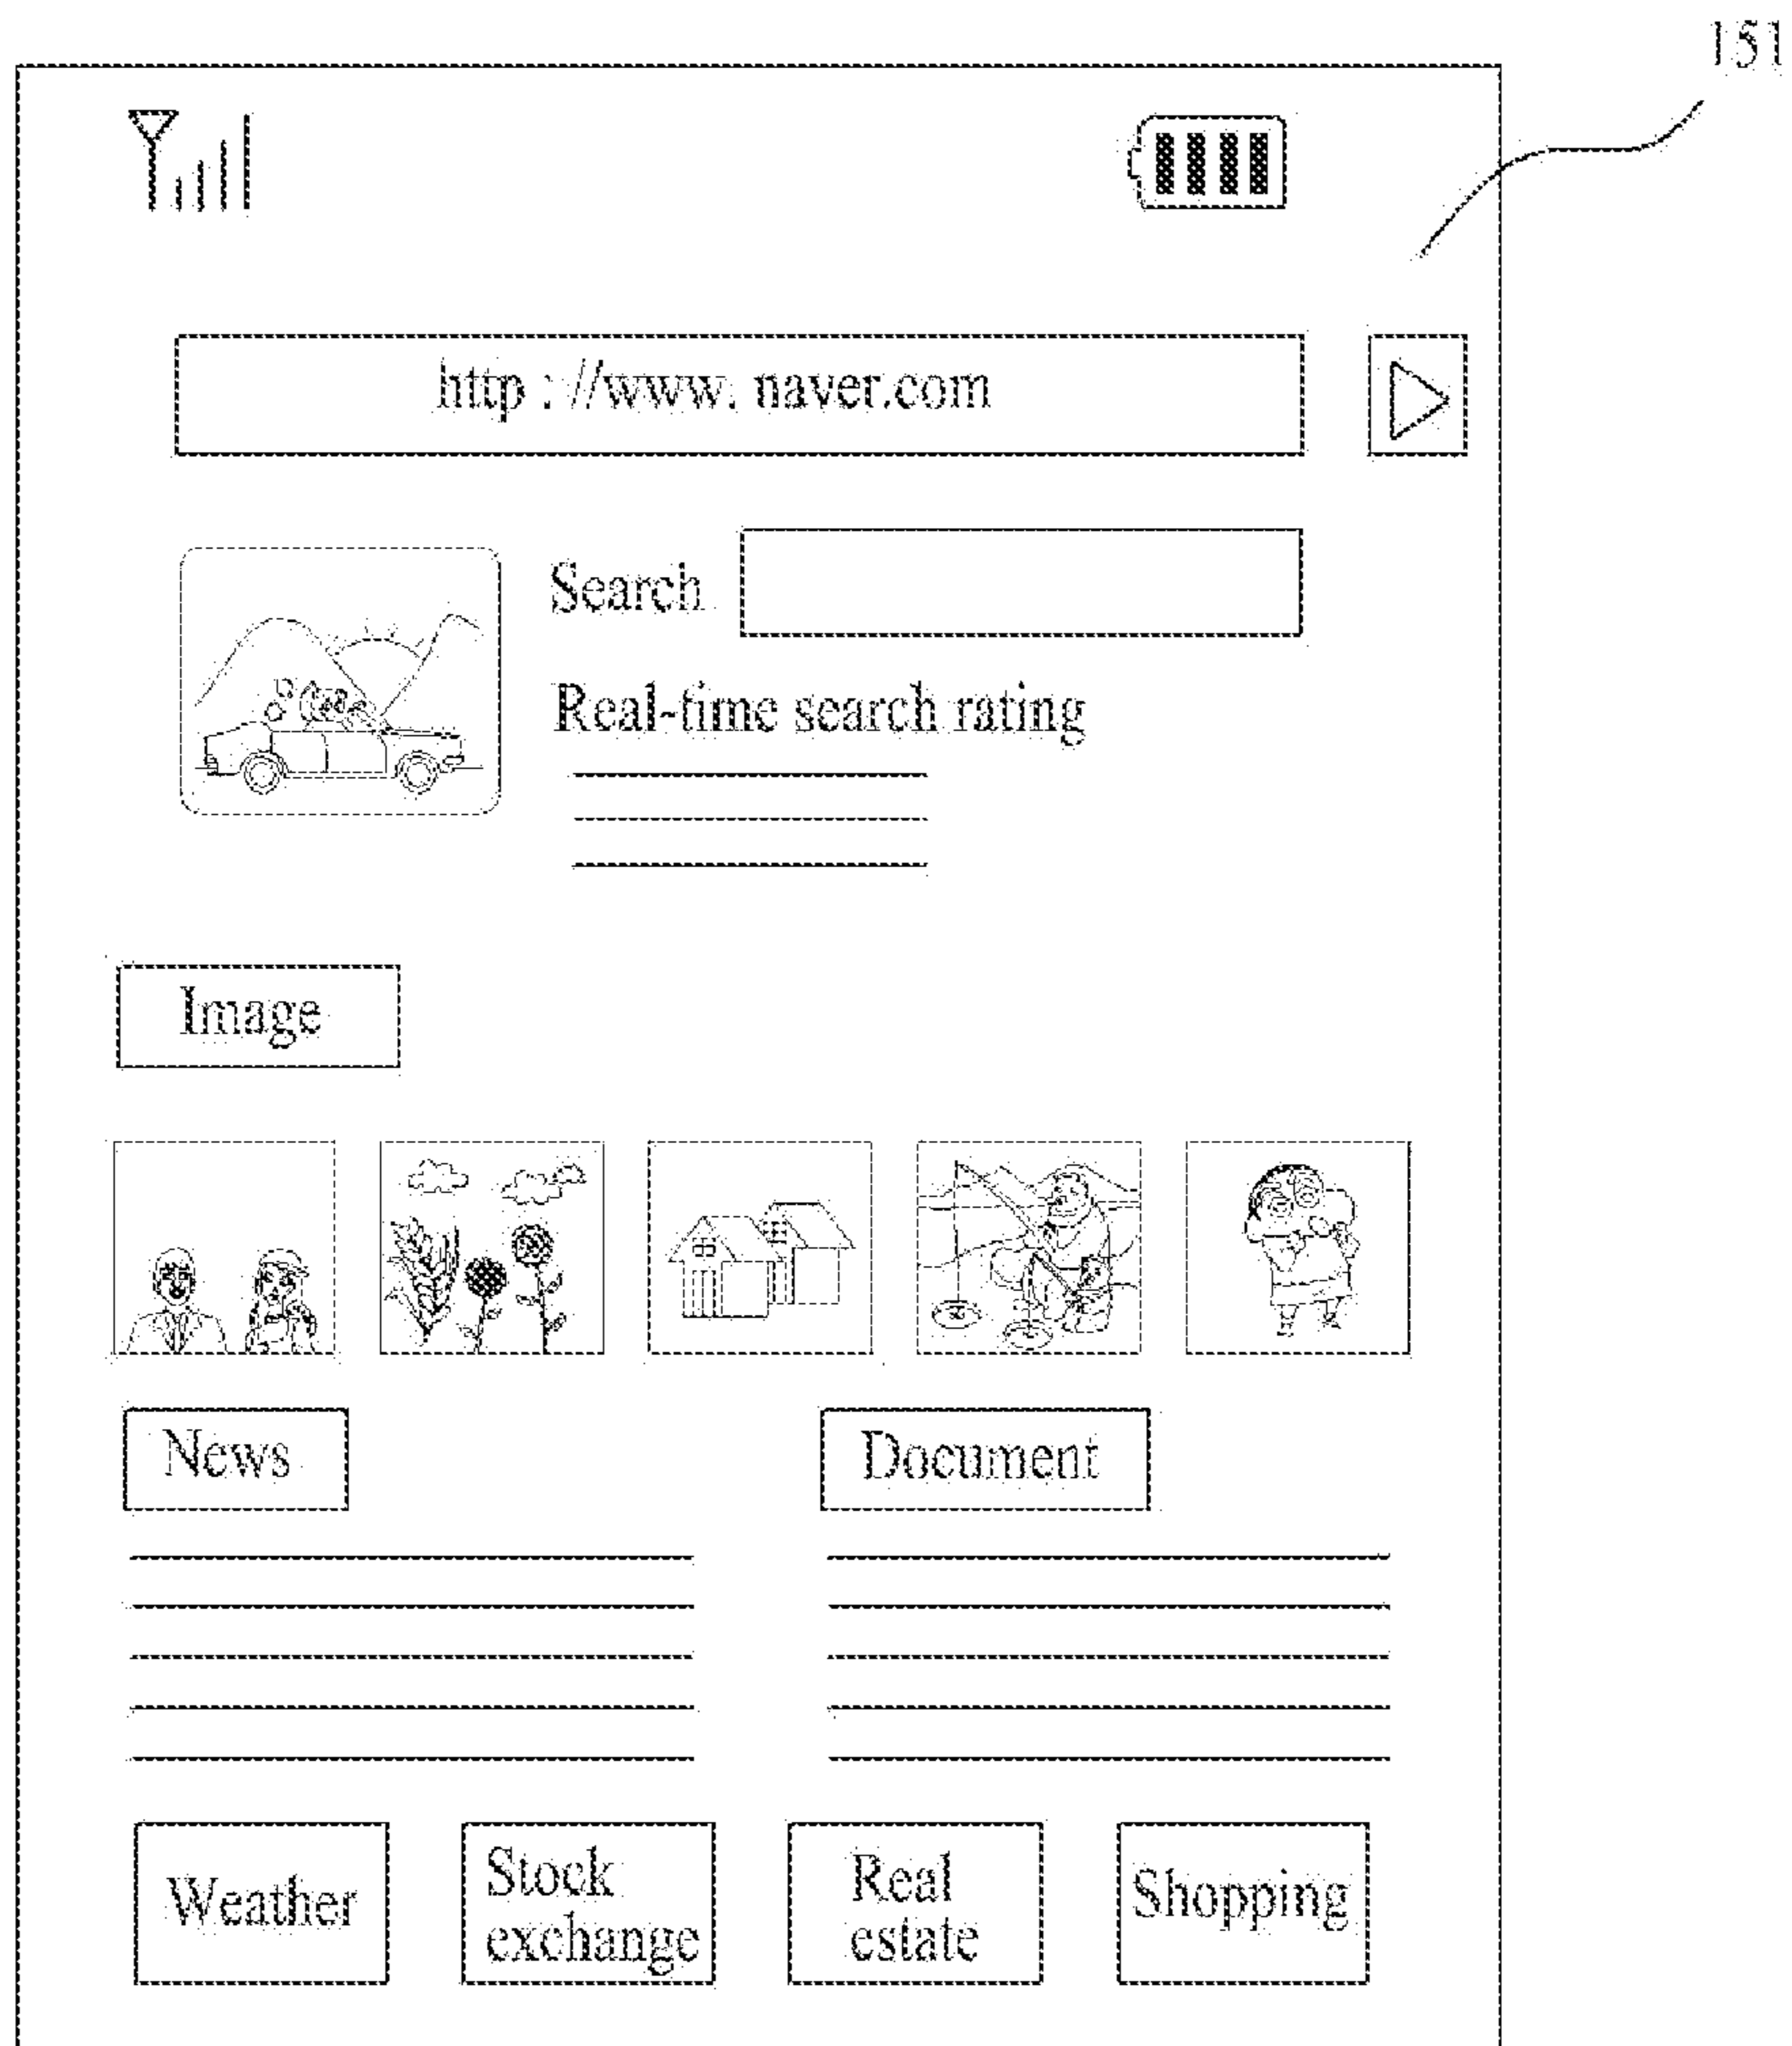 151
http : //www. naver.com
Search
Real-time search rating
Image
News
Document
Weather
Stock
exchange
Real
estate
Shopping